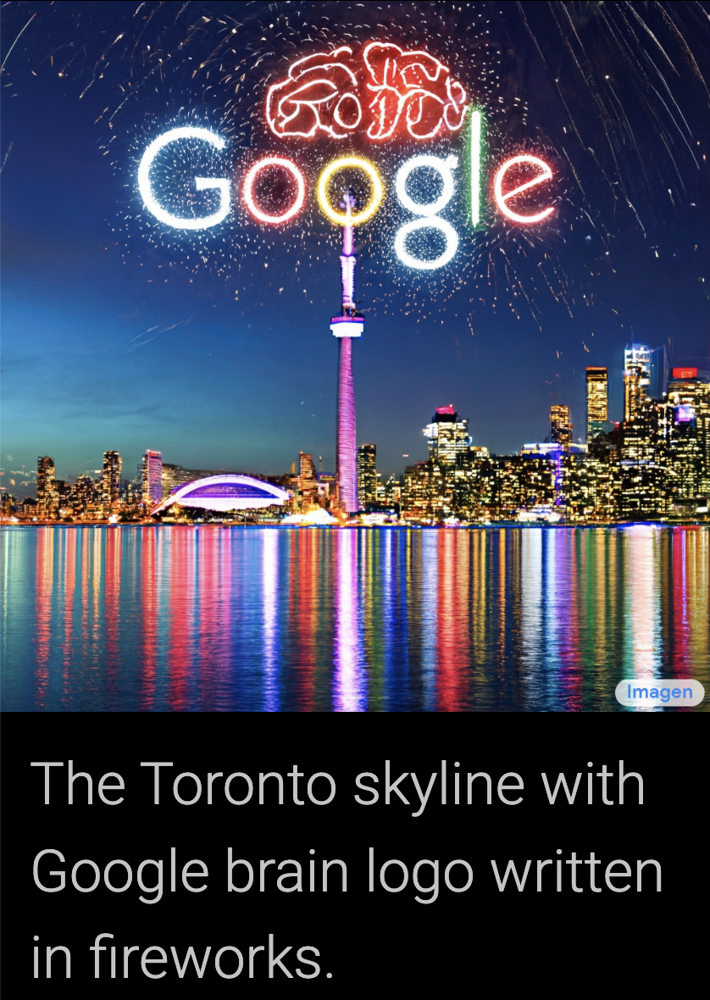 Google
Imagen
The Toronto skyline with
Google brain logo written
in fireworks.